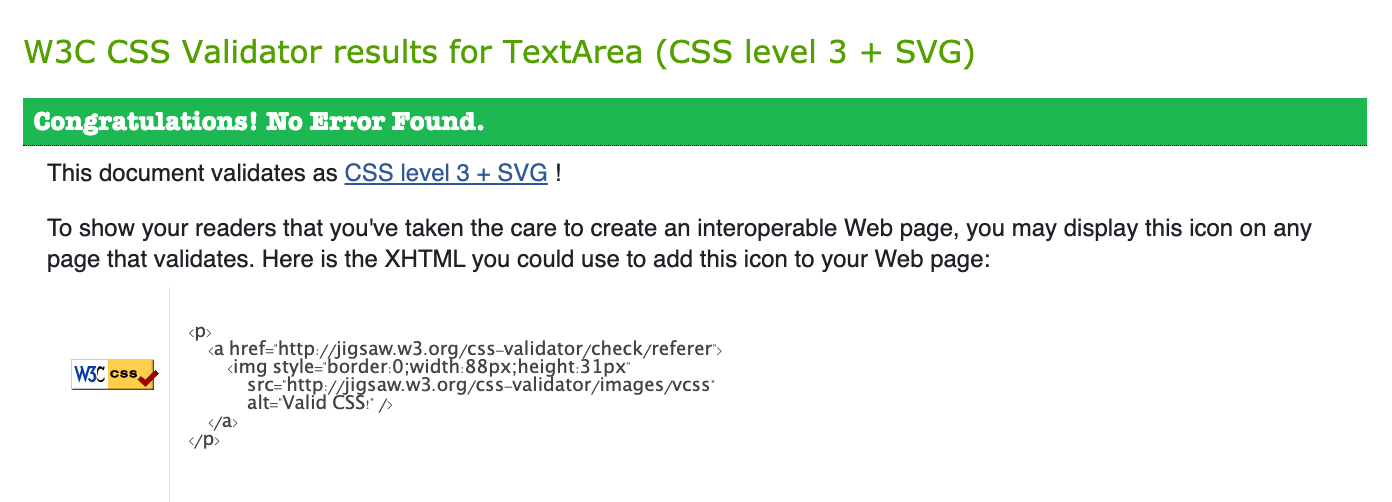 W3C CSS Validator results for TextArea (CSS level 3 + SVG)
Congratulations! No Error Found.
This document validates as CSS level 3 + SVG !
To show your readers that you've taken the care to create an interoperable Web page, you may display this icon on any
page that validates. Here is the XHTML you could use to add this icon to your Web page:
<p>
<a href="http://jigsaw.w3.org/css-validator/check/referer">
<img style="border:0;width:88px;height:31px"
src="http://jigsaw.w3.org/css-validator/images/vcss"
alt="Valid CSS!" />
</a>
</p>
W3C css